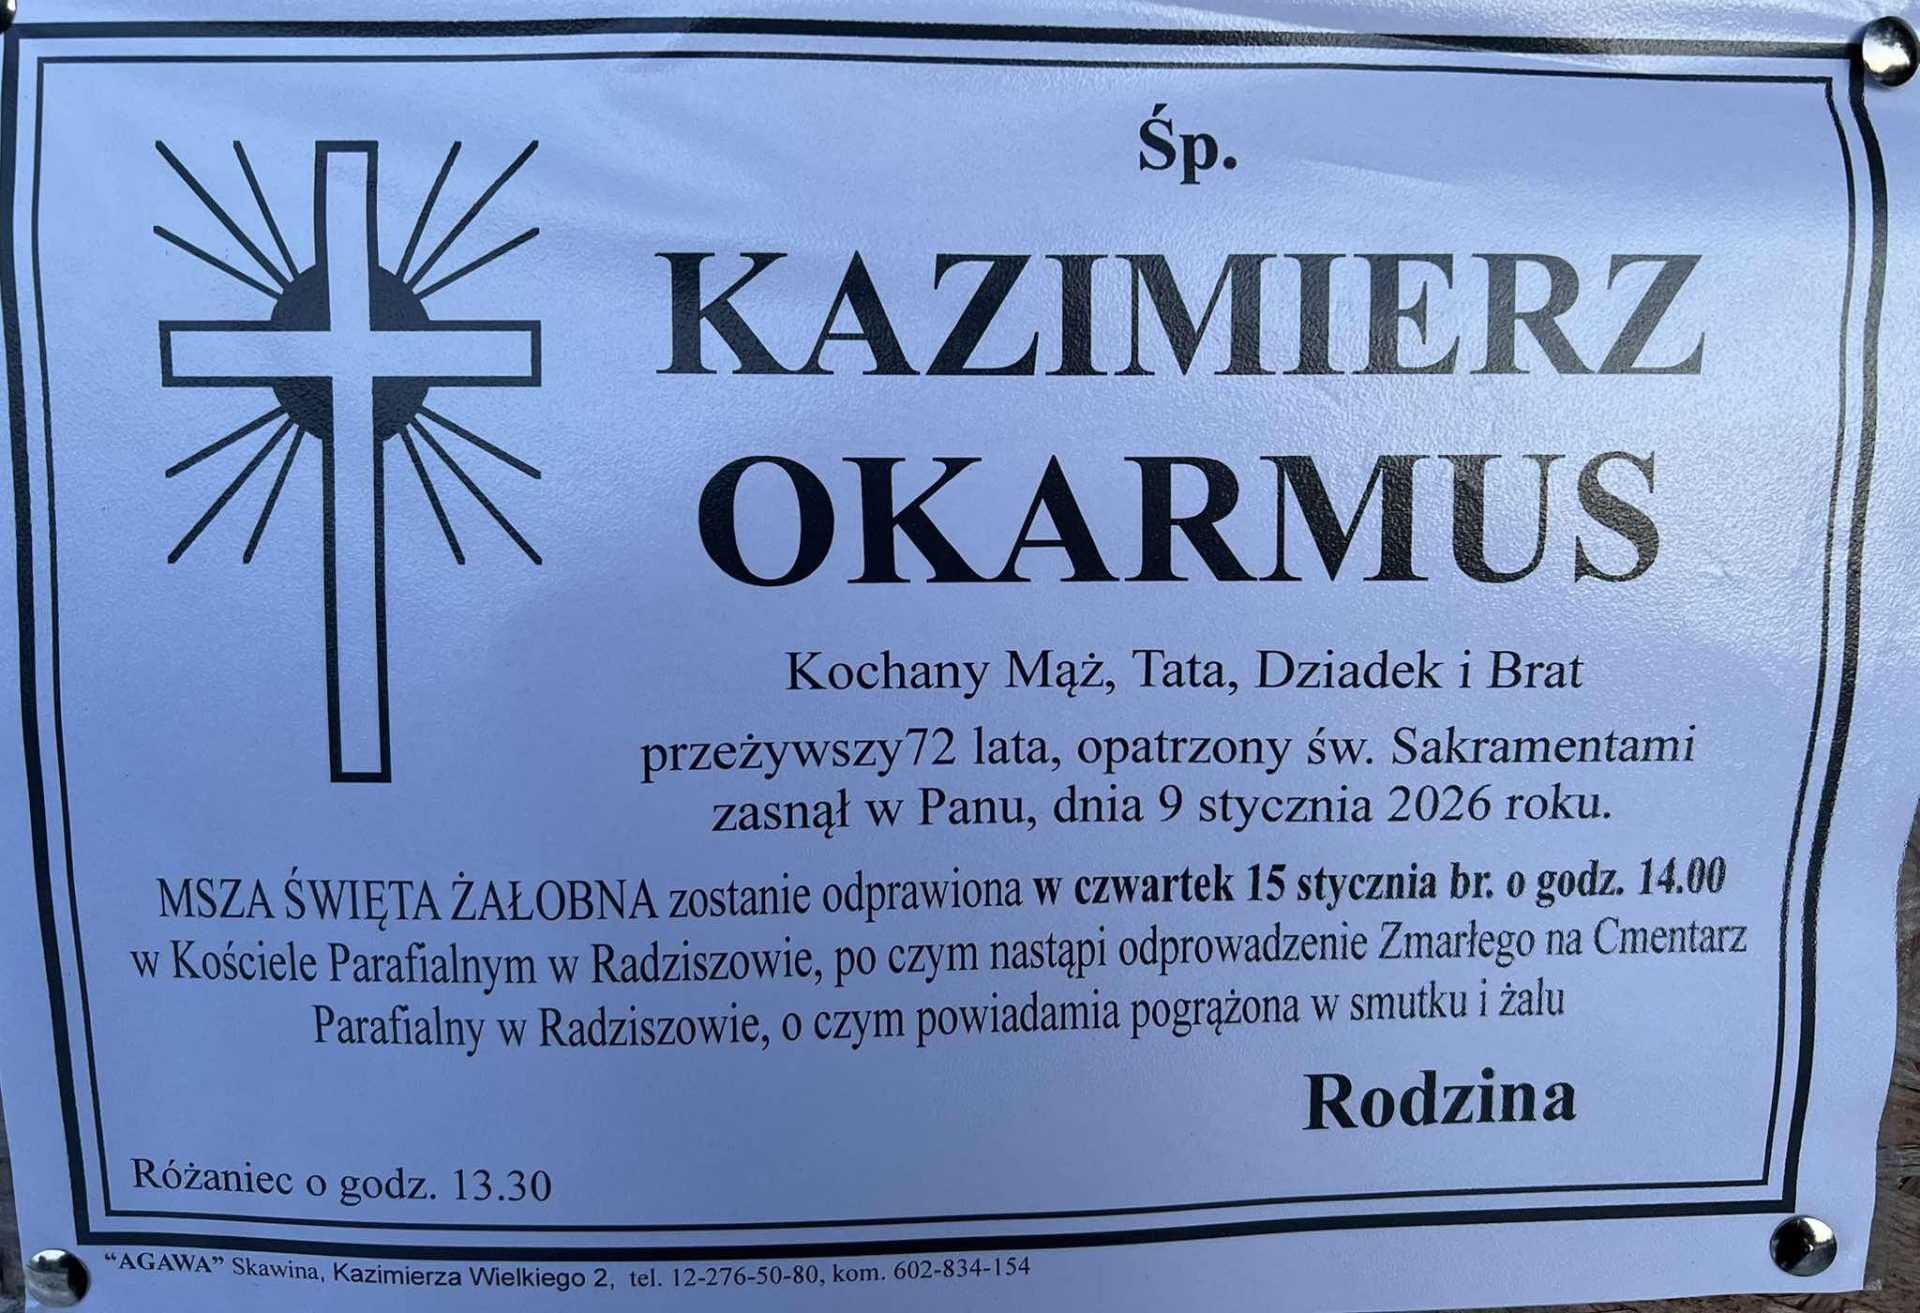 Śp.
KAZIMIERZ
OKARMUS
Kochany Mąż, Tata, Dziadek i Brat
przeżywszy72 lata, opatrzony św. Sakramentami
zasnął w Panu, dnia 9 stycznia 2026 roku.
MSZA ŚWIĘTA ŻAŁOBNA zostanie odprawiona w czwartek 15 stycznia br. o godz. 14.00
w Kościele Parafialnym w Radziszowie, po czym nastąpi odprowadzenie Zmarłego na Cmentarz
Parafialny w Radziszowie, o czym powiadamia pogrążona w smutku i żalu
Rodzina
Różaniec o godz. 13.30
“AGAWA” Skawina, Kazimierza Wielkiego 2, tel. 12-276-50-80, kom. 602-834-154